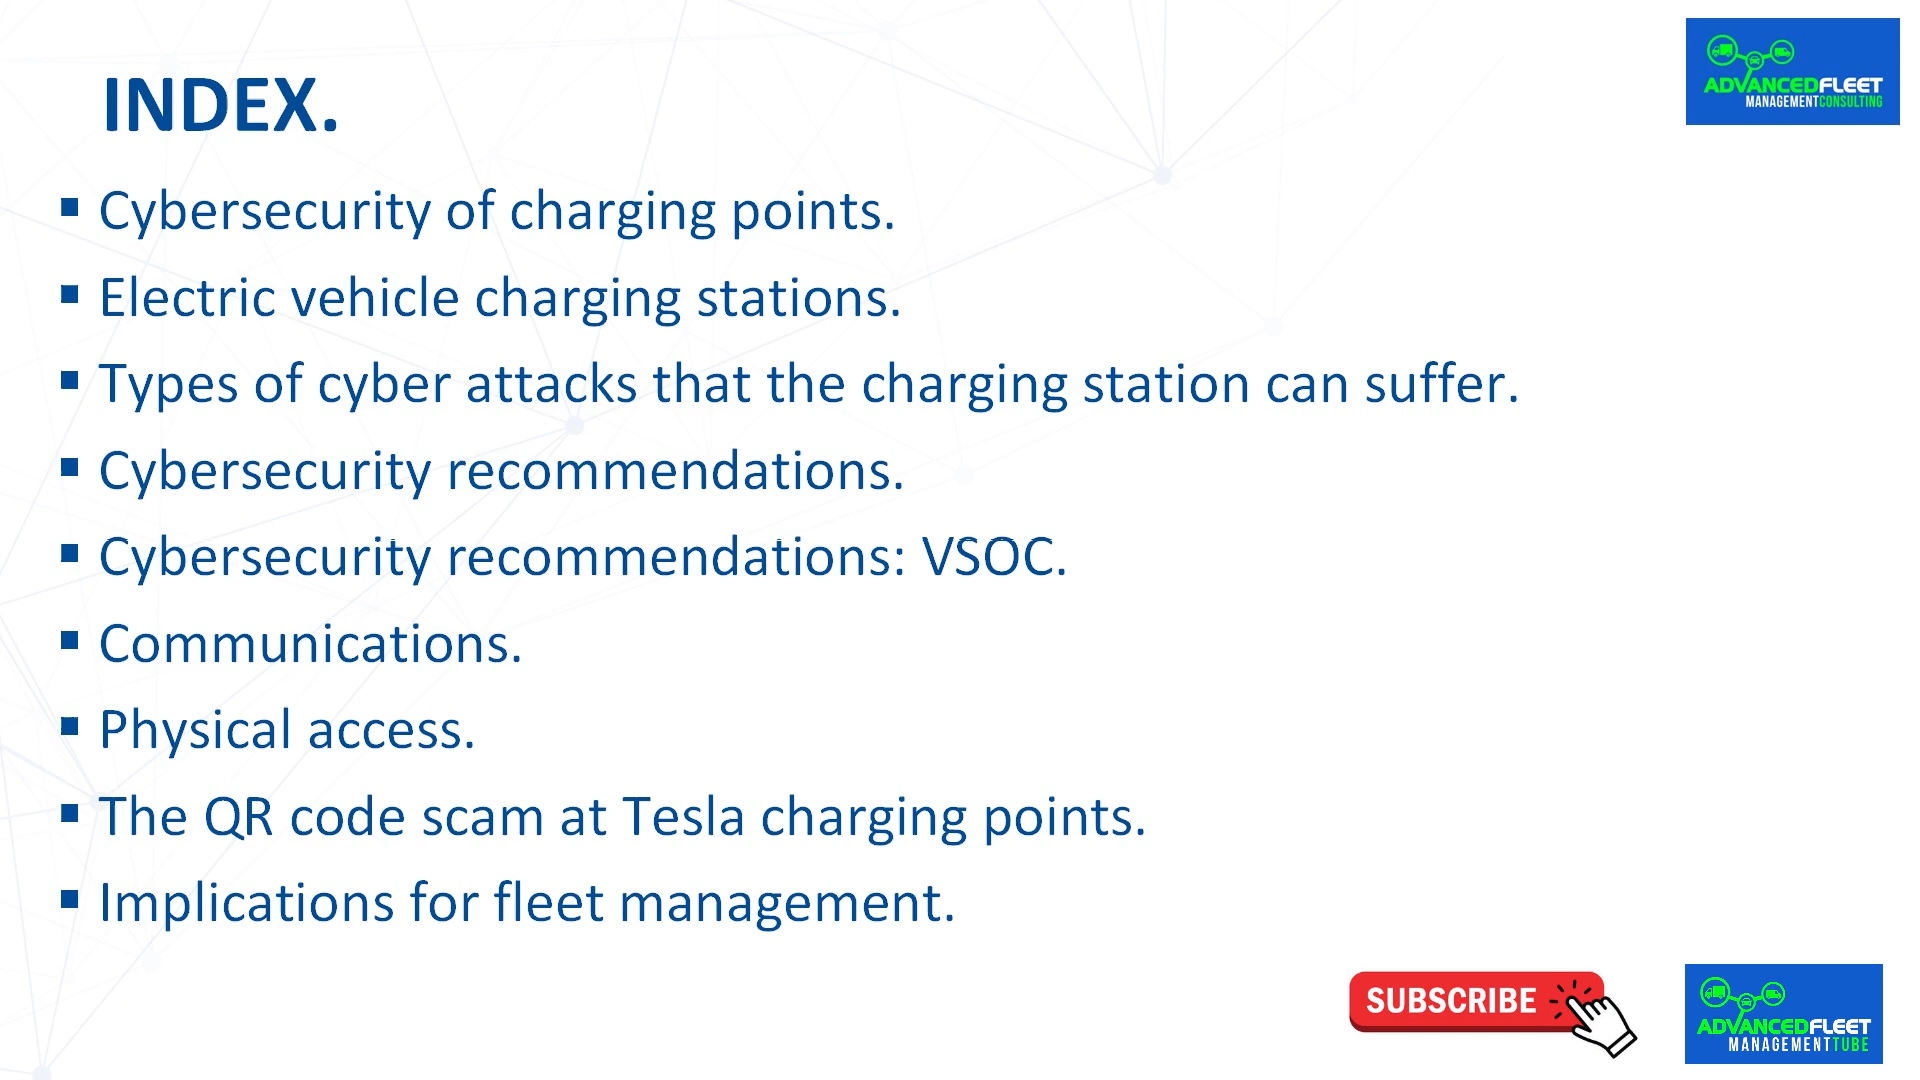 INDEX.
ADVANCEDFLEET
MANAGEMENTCONSULTING
▪ Cybersecurity of charging points.
▪ Electric vehicle charging stations.
▪ Types of cyber attacks that the charging station can suffer.
▪ Cybersecurity recommendations.
▪ Cybersecurity recommendations: VSOC.
▪ Communications.
▪ Physical access.
▪ The QR code scam at Tesla charging points.
▪ Implications for fleet management.
SUBSCRIBE
ADVANCEDFLEET
MANAGEMENTTUBE